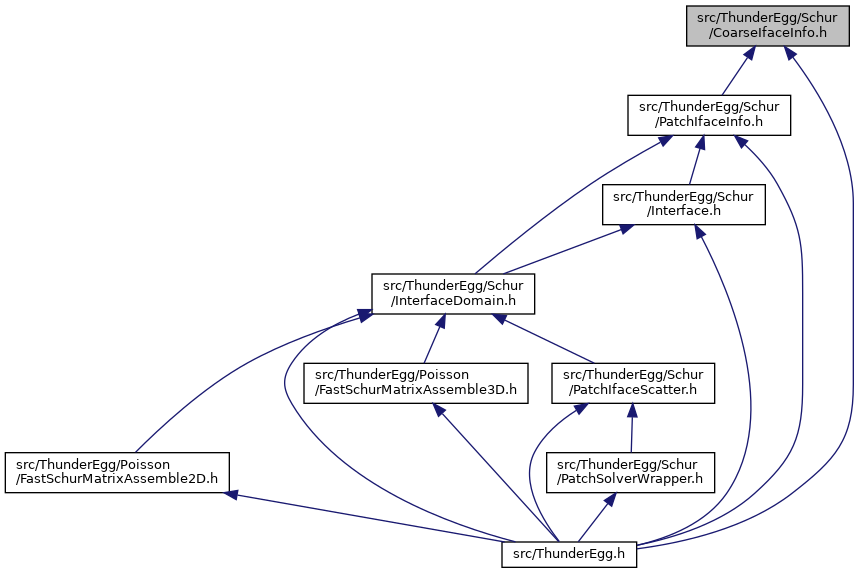 src/ThunderEgg/Schur
/CoarseIfaceInfo.h
src/ThunderEgg/Schur
/PatchIfaceInfo.h
src/ThunderEgg/Schur
/Interface.h
src/ThunderEgg/Schur
/InterfaceDomain.h
src/ThunderEgg/Poisson
/FastSchurMatrixAssemble3D.h
src/ThunderEgg/Schur
/PatchIfaceScatter.h
src/ThunderEgg/Poisson
/FastSchurMatrixAssemble2D.h
src/ThunderEgg/Schur
/PatchSolverWrapper.h
src/ThunderEgg.h